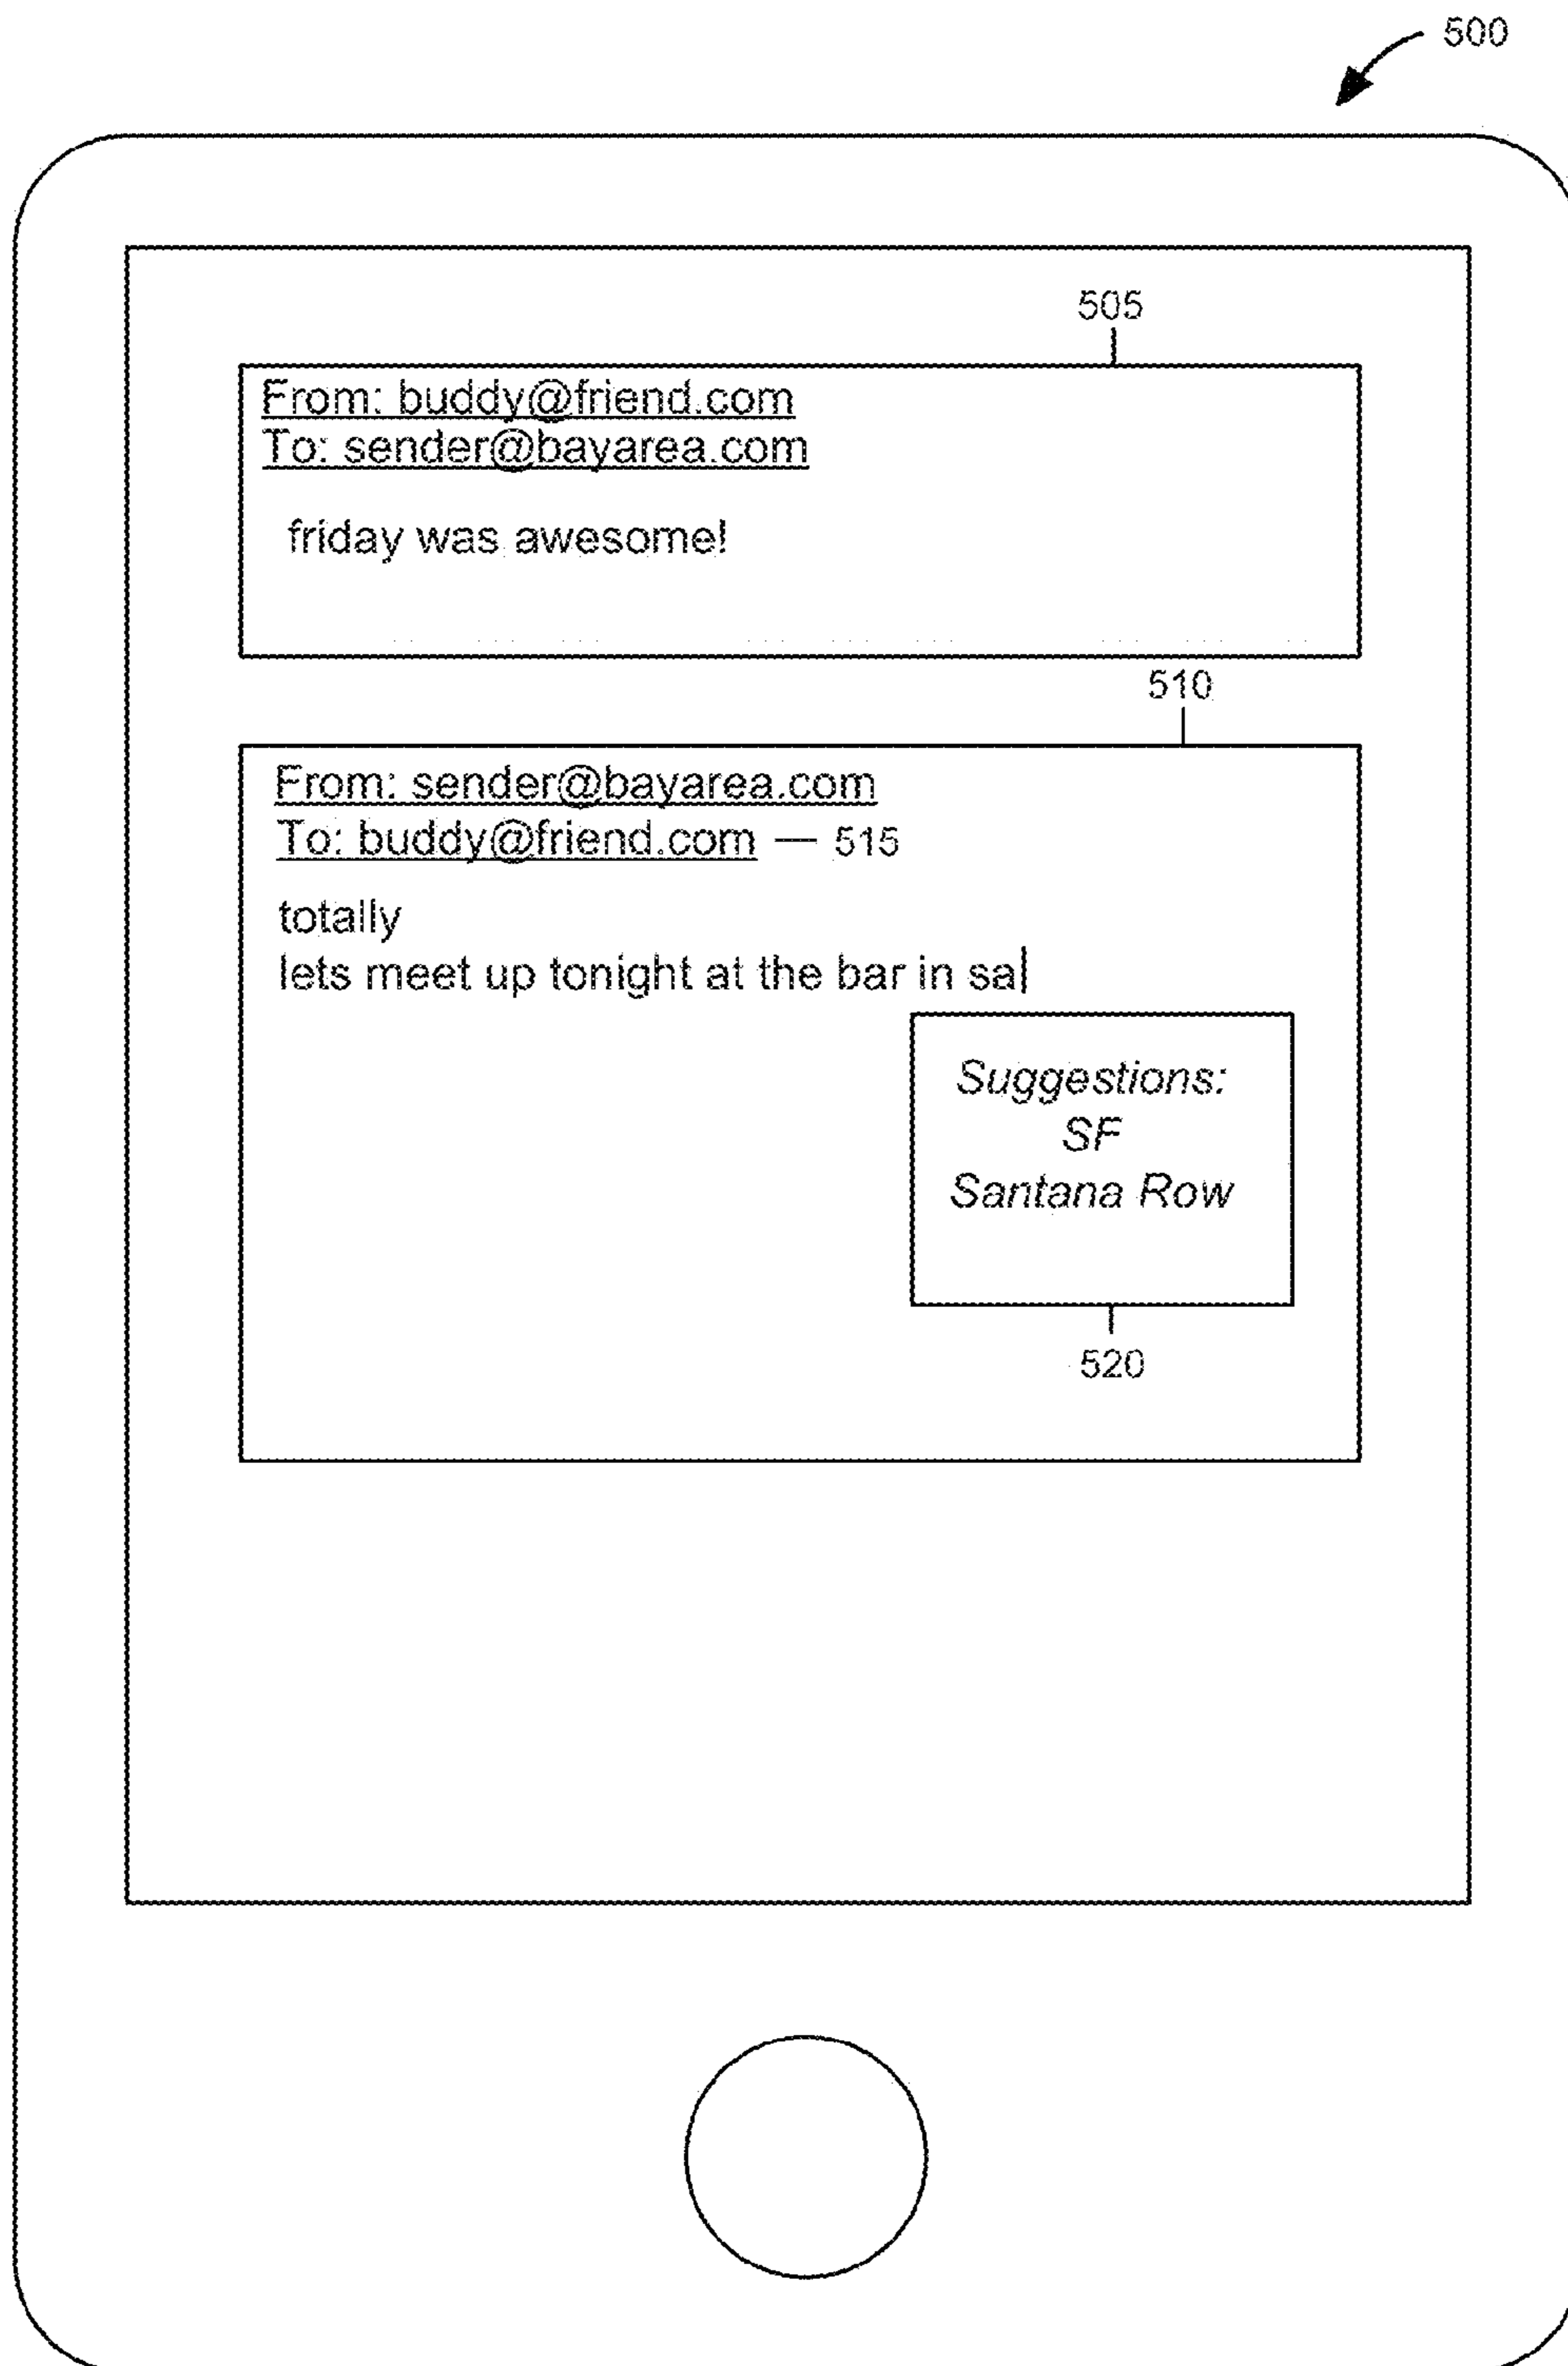 500
505
From: buddy@friend.com
To: sender@bayarea.com
friday was awesome!
510
From: sender@bayarea.com
To: buddy@friend.com — 515
totally
lets meet up tonight at the bar in sa
Suggestions:
SF
Santana Row
520